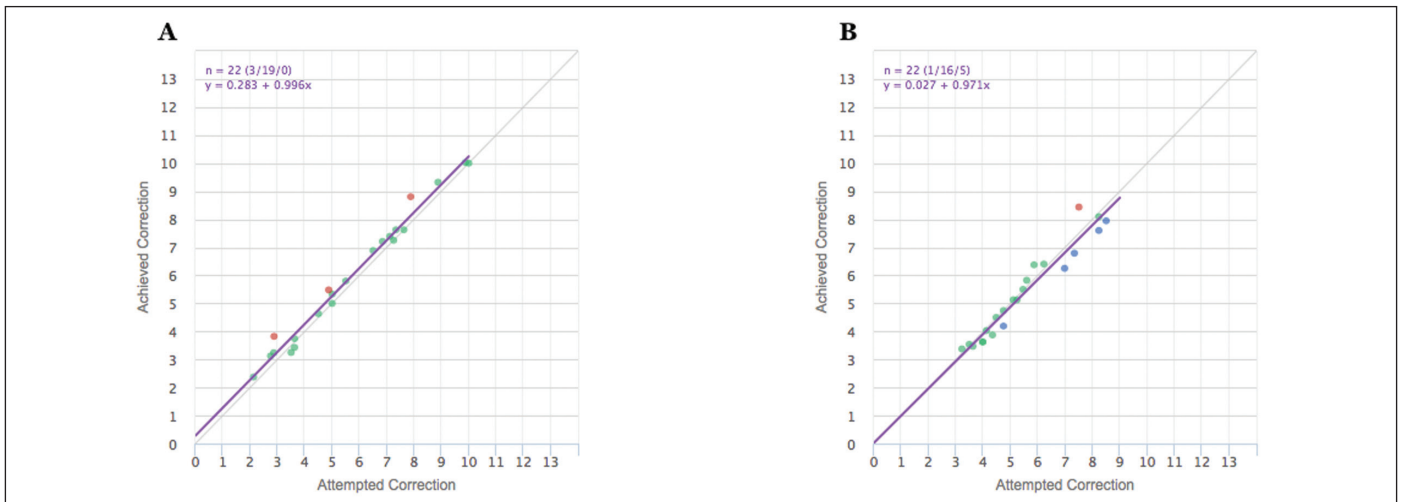 A
n = 22 (3/19/0)
y = 0.283 + 0.996x
13
12
11
10
9
8
7
6
5
4
3
2
1
0
0 1 2 3 4 5 6 7 8 9 10 11 12 13
Achieved Correction
Attempted Correction
B
n = 22 (1/16/5)
y = 0.027 + 0.971x
13
12
11
10
9
8
7
6
5
4
3
2
1
0
0 1 2 3 4 5 6 7 8 9 10 11 12 13
Achieved Correction
Attempted Correction